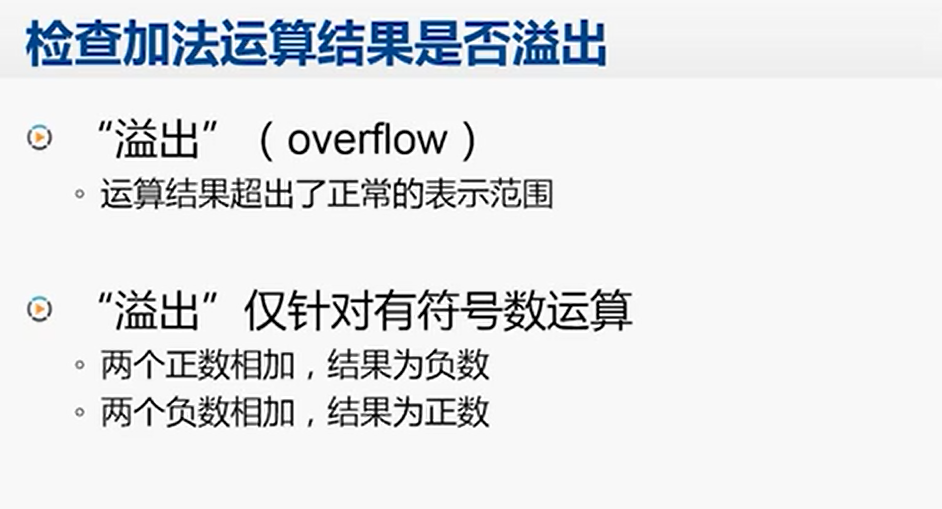 检查加法运算结果是否溢出
“溢出”（overflow）
运算结果超出了正常的表示范围
“溢出”仅针对有符号数运算
两个正数相加，结果为负数
两个负数相加，结果为正数